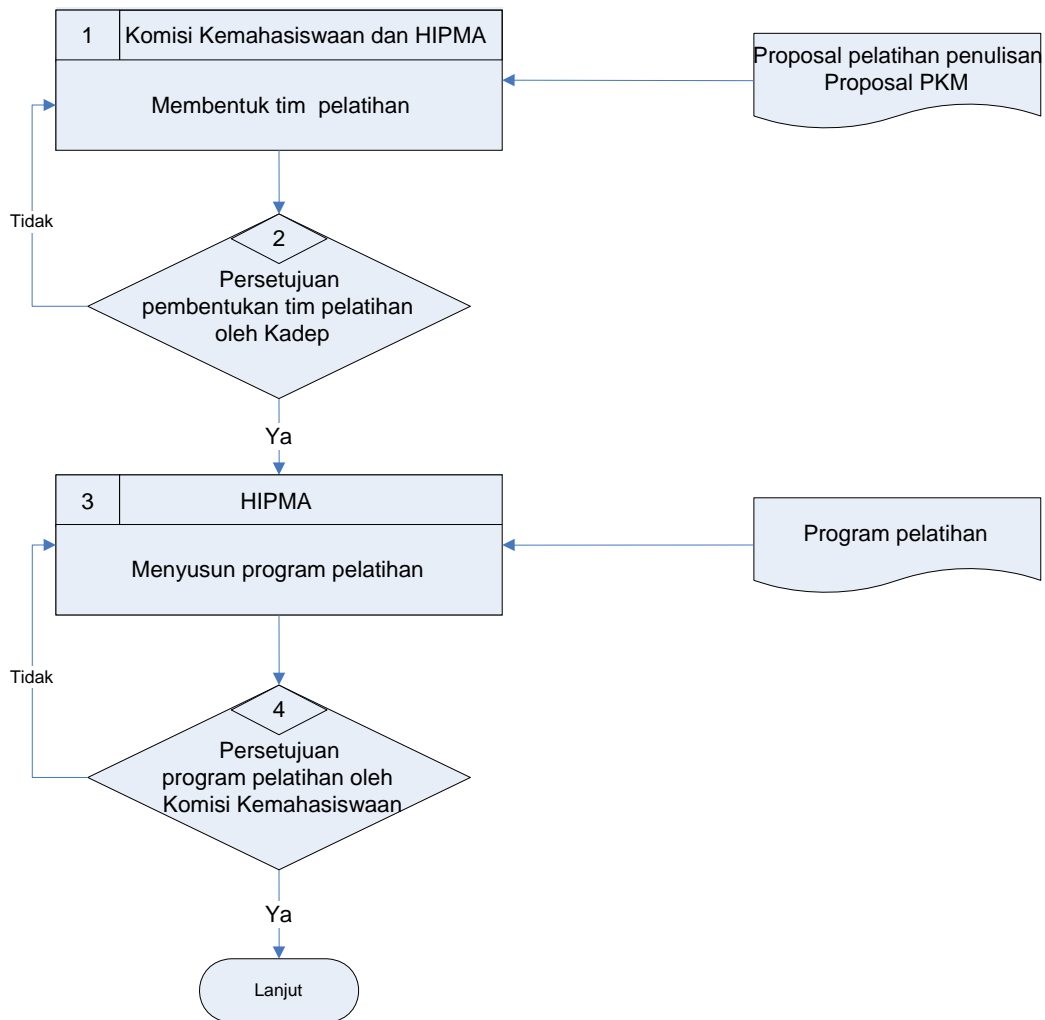 1
Komisi Kemahasiswaan dan HIPMA
Membentuk tim pelatihan
Proposal pelatihan penulisan
Proposal PKM
Tidak
2
Persetujuan
pembentukan tim pelatihan
oleh Kadep
Ya
3
HIPMA
Menyusun program pelatihan
Program pelatihan
Tidak
4
Persetujuan
program pelatihan oleh
Komisi Kemahasiswaan
Ya
Lanjut